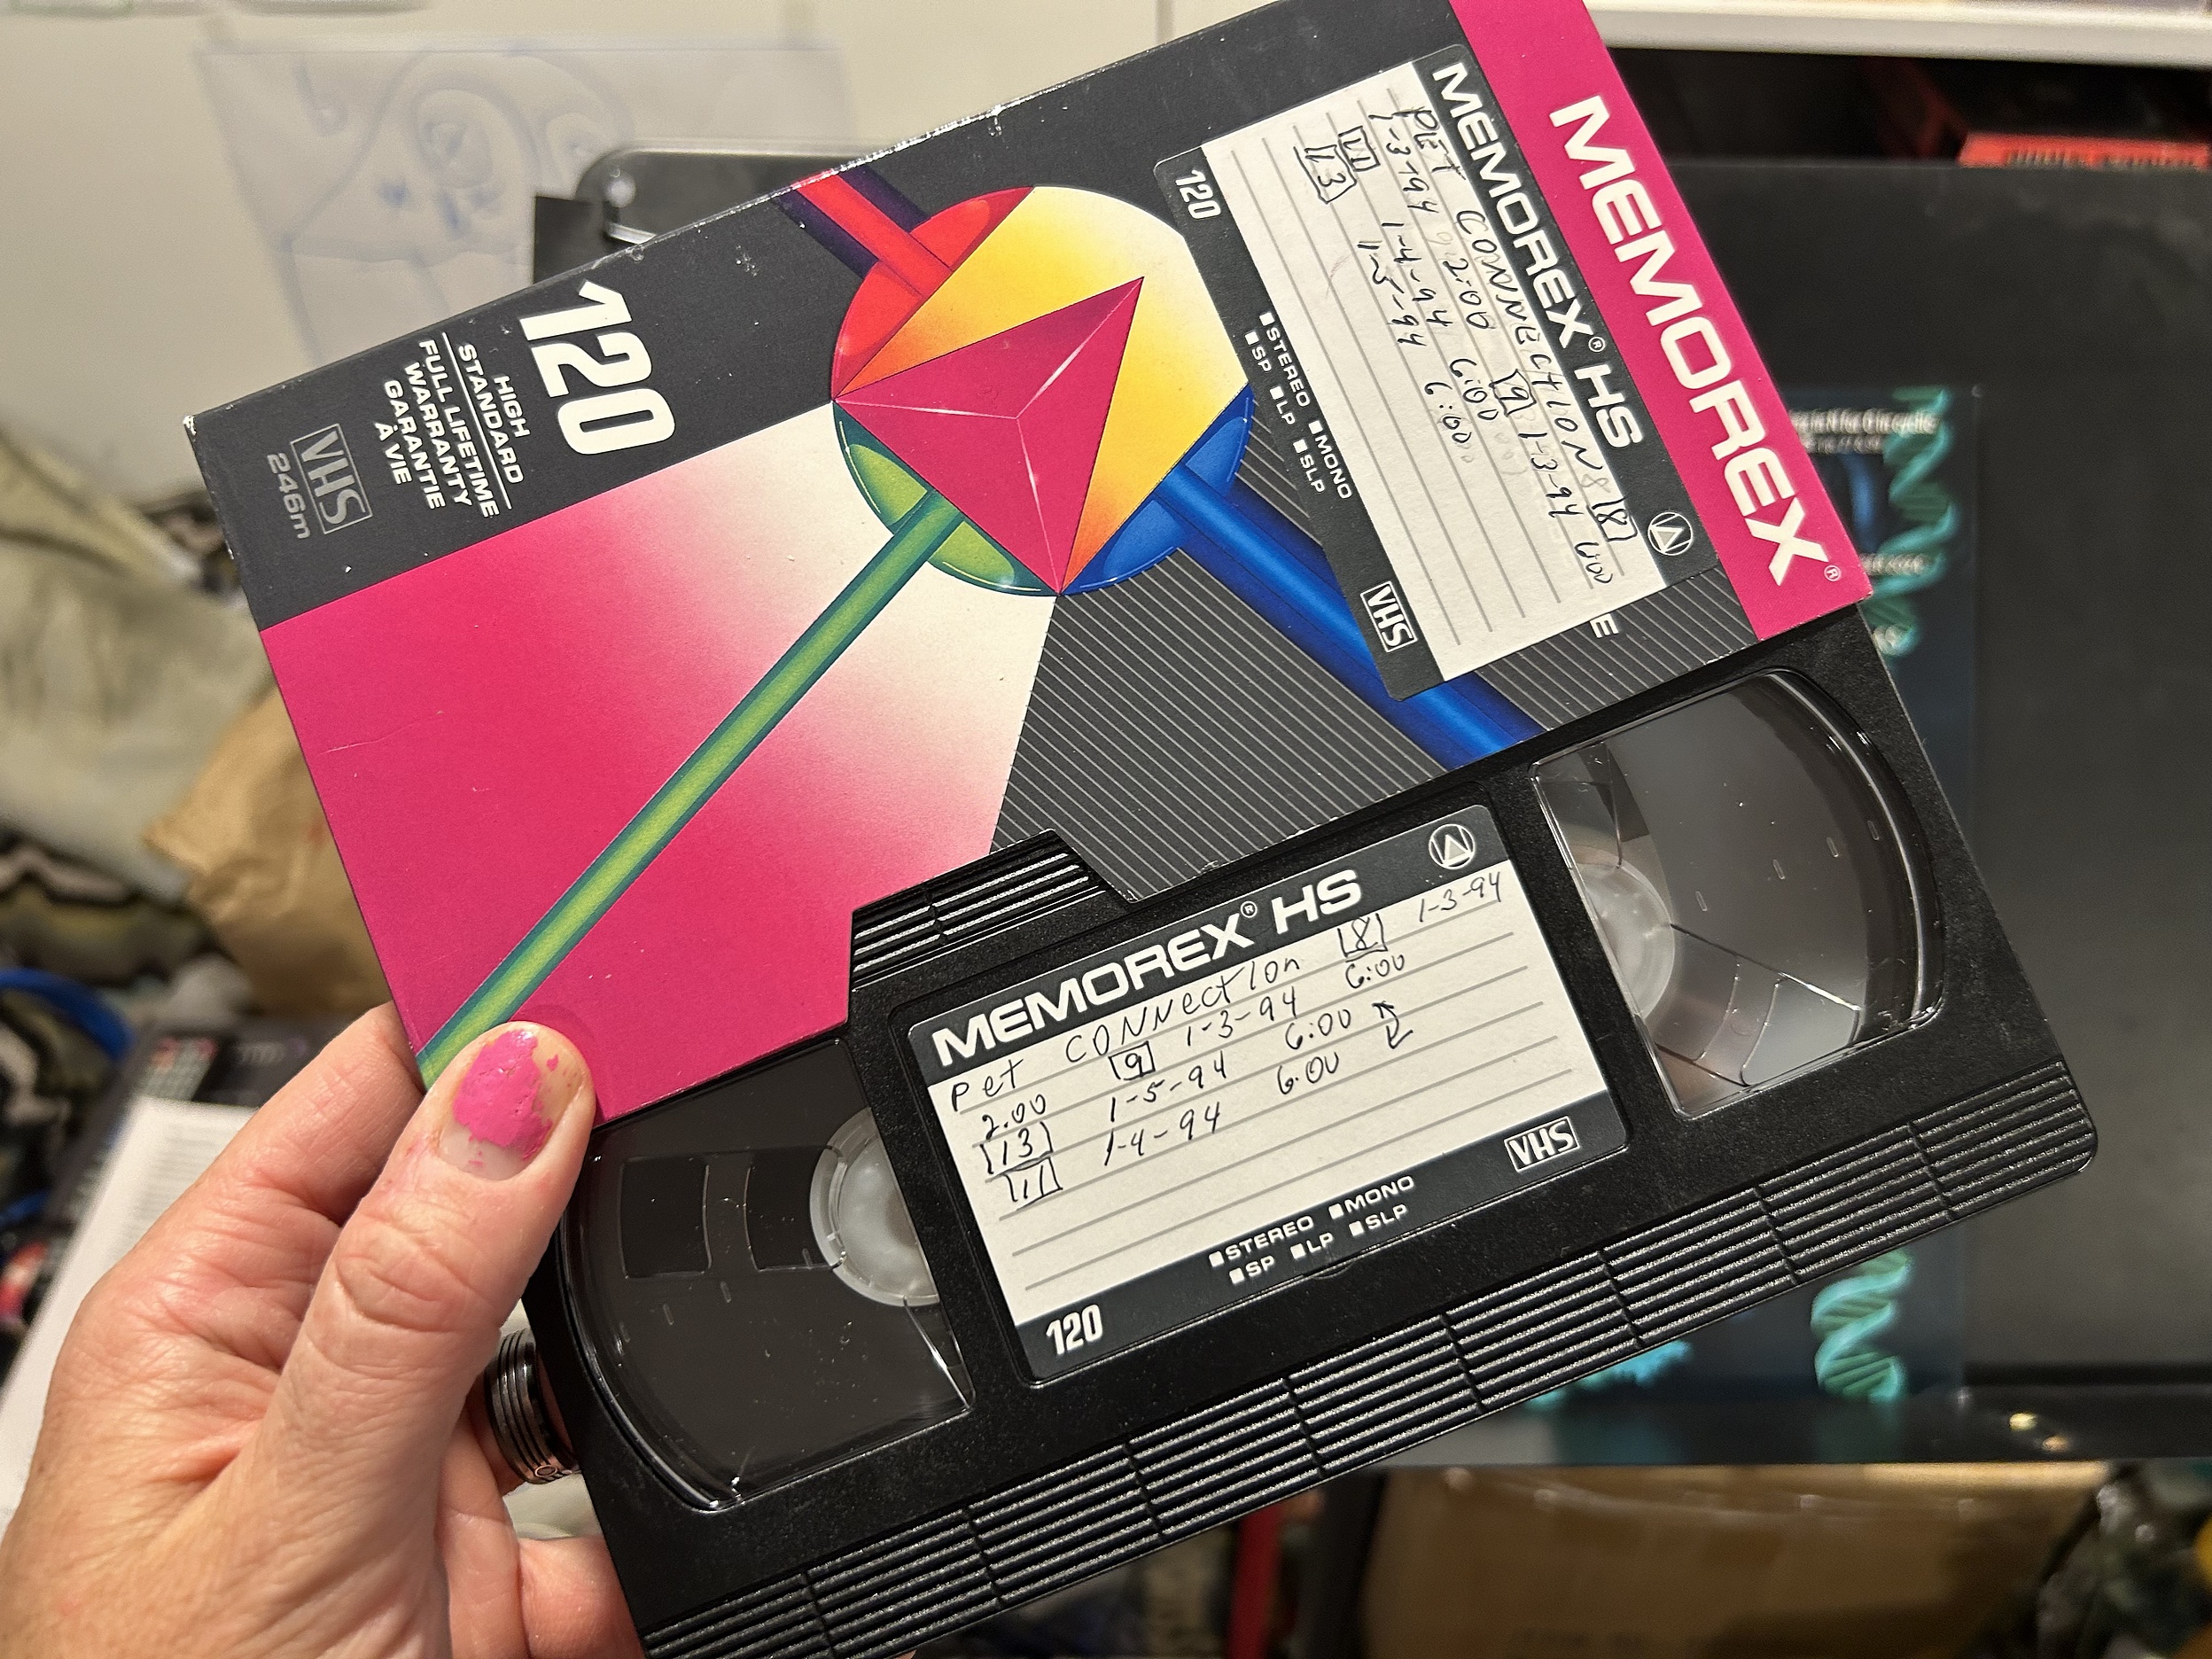 MEMOREX®
MEMOREX® HS
PET CONNECTION 8
1-3-94 2:00 9 1-3-94 6:00
11 1-4-94 6:00
13 1-5-94 6:00
120
■STEREO ■MONO
■SP ■LP ■SLP
VHS
E
120
HIGH
STANDARD
FULL LIFETIME
WARRANTY
GARANTIE
À VIE
VHS
246m
MEMOREX® HS
Pet CONNectIon 8 1-3-94
2.00 9 1-3-94 6:00
13 1-5-94 6:00
11 1-4-94 6:00
■STEREO ■MONO
■SP ■LP ■SLP
120
VHS